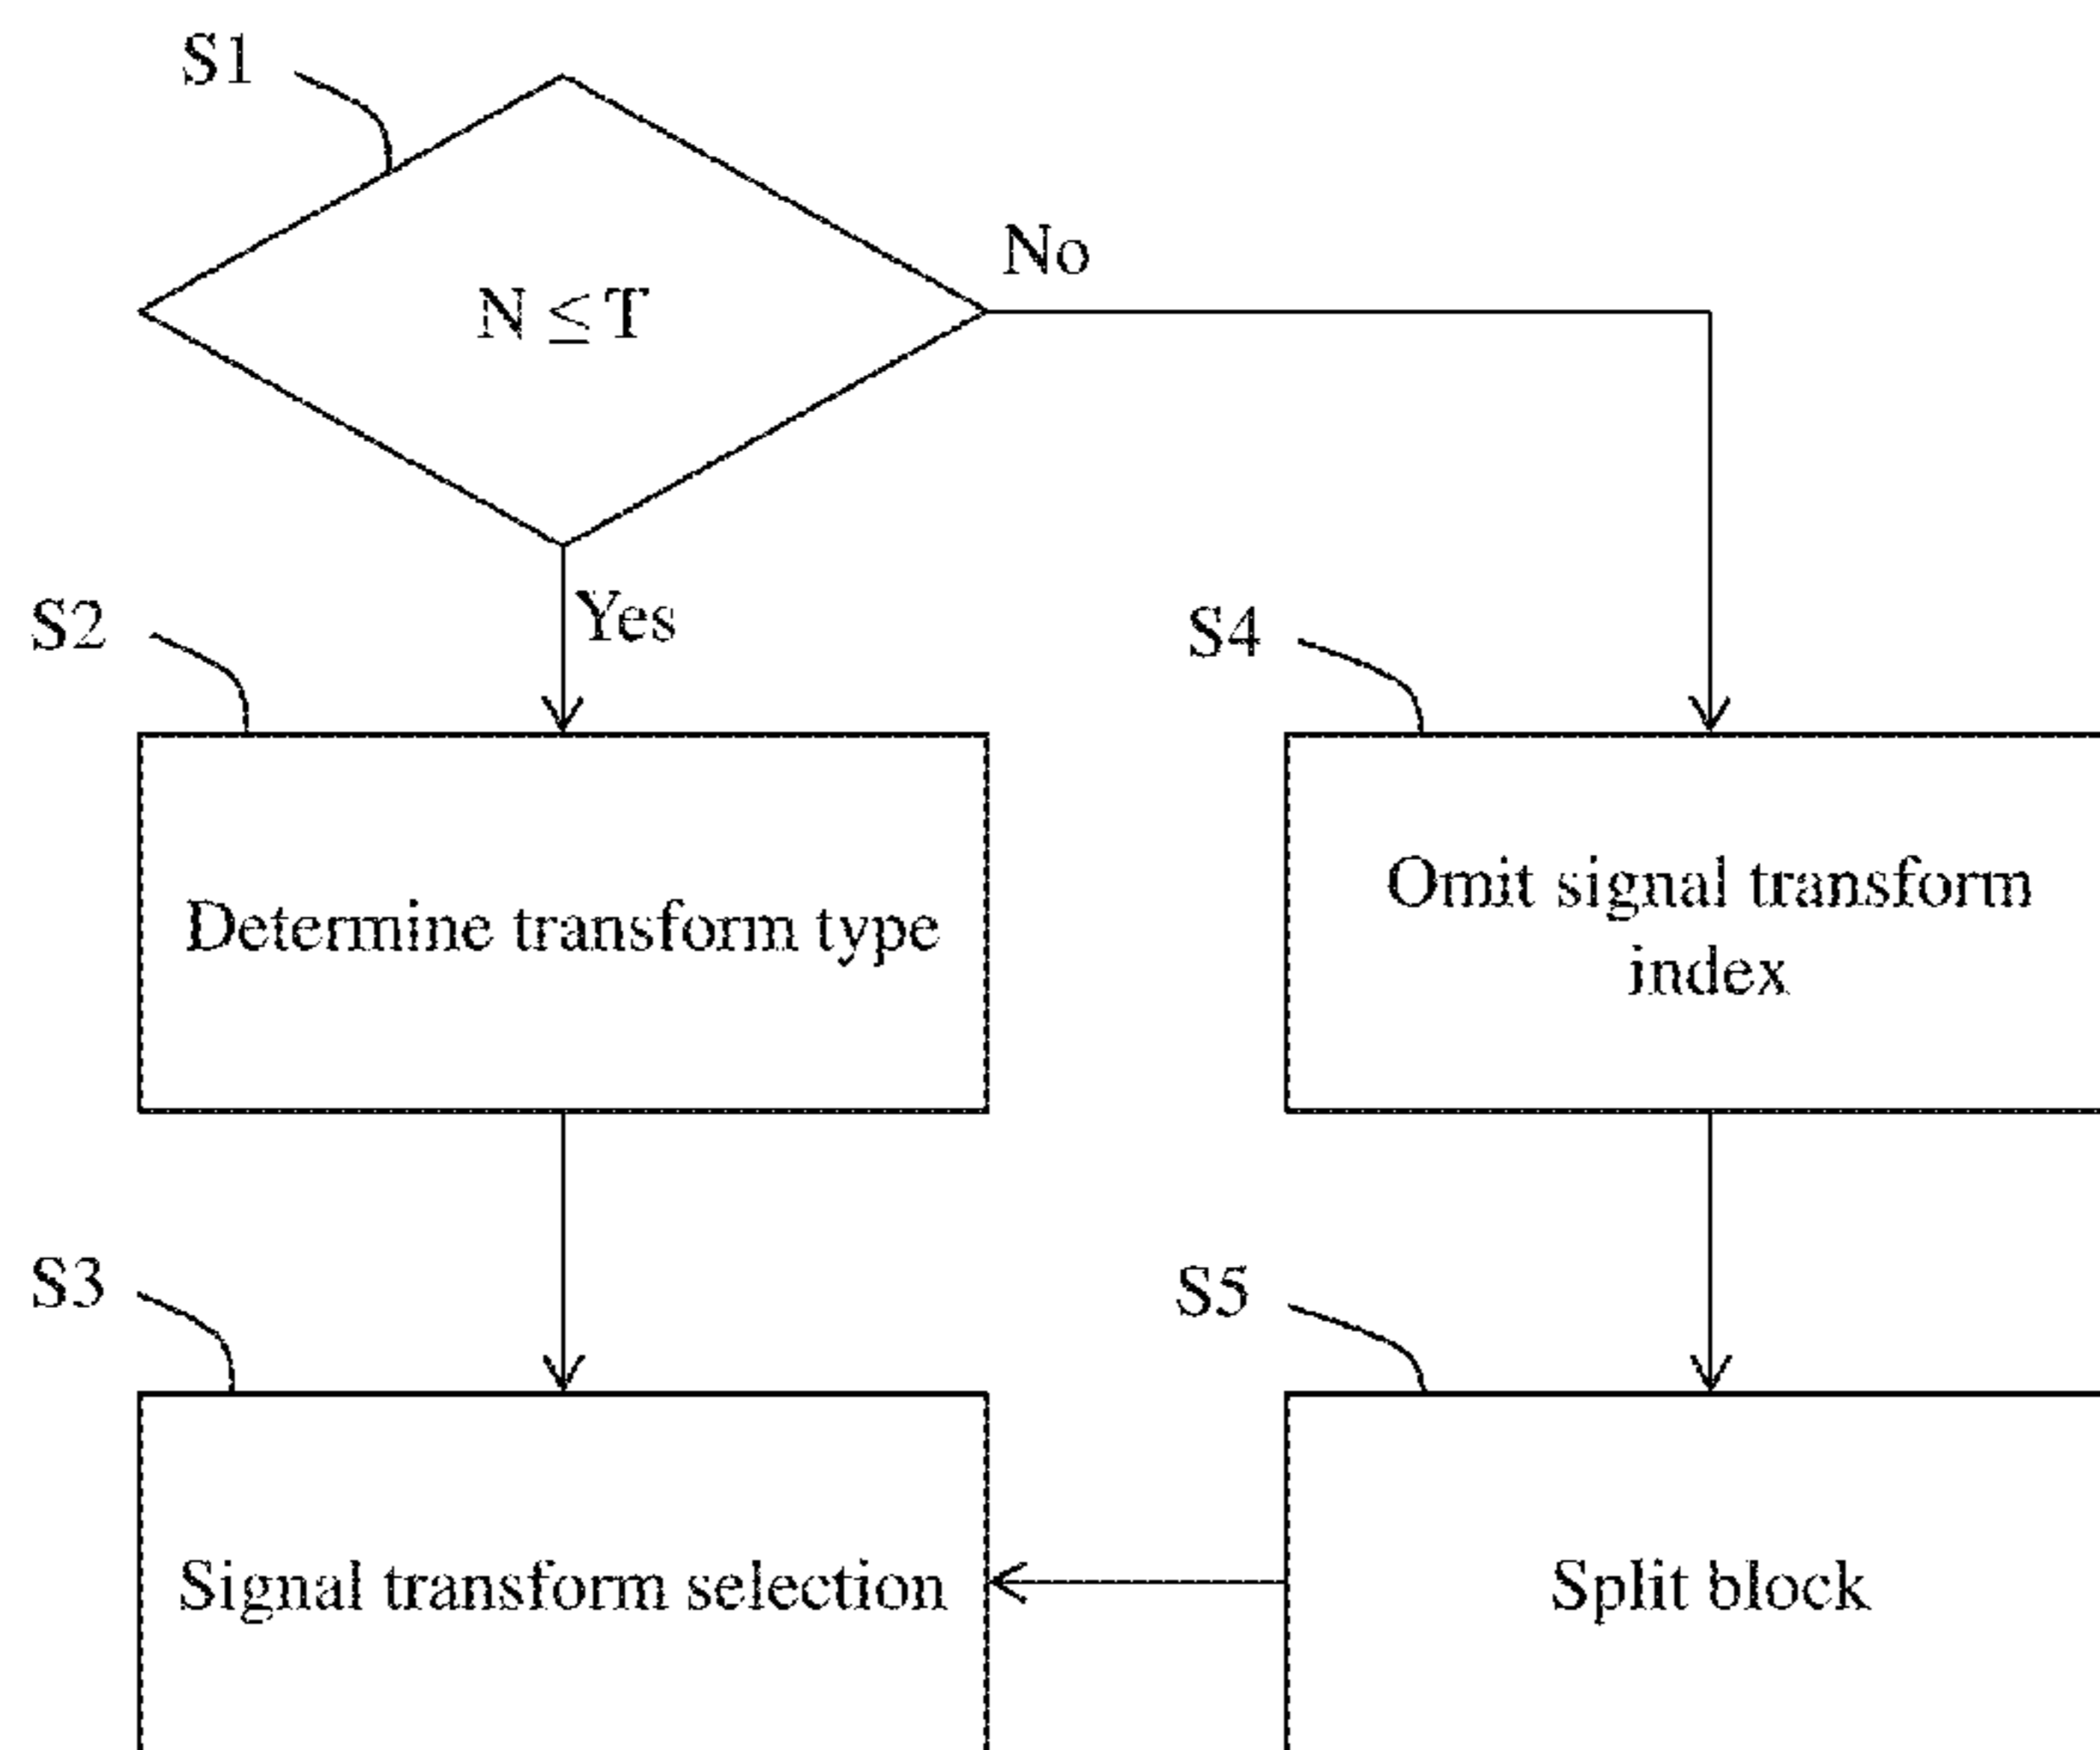 S1
N ≤ T
No
Yes
S2
S4
Determine transform type
Omit signal transform
index
S3
S5
Signal transform selection
Split block